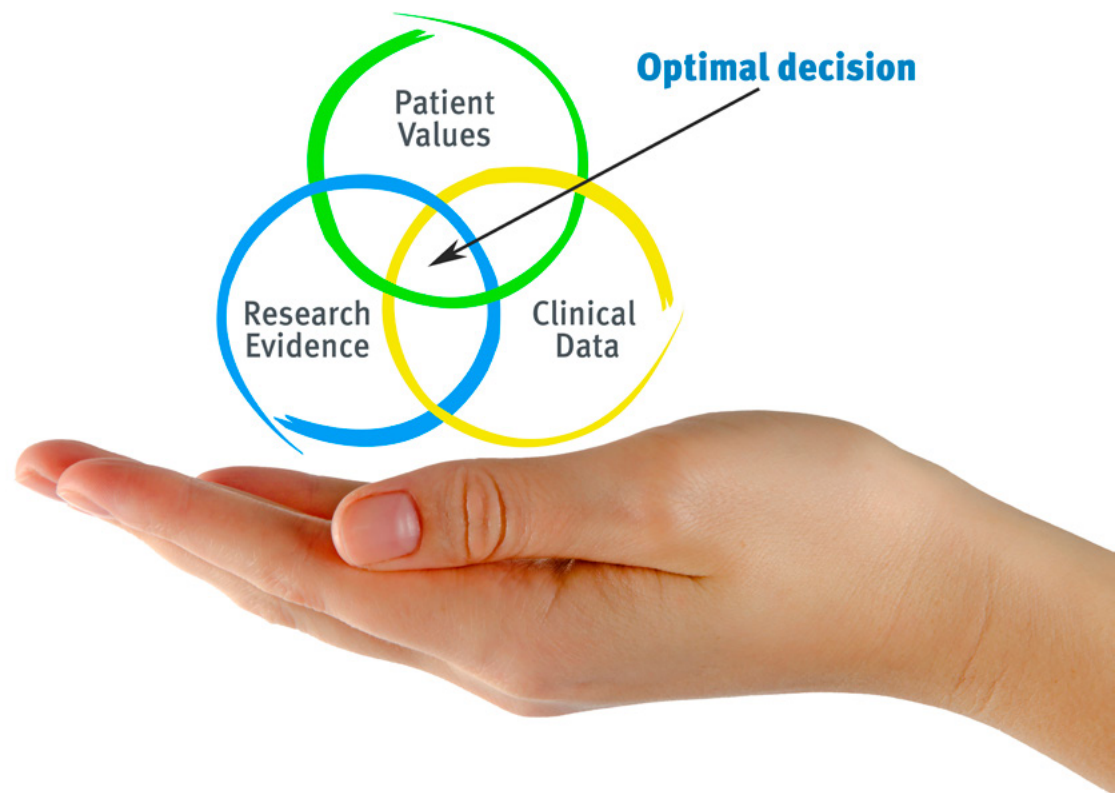 Optimal decision
Patient
Values
Research
Evidence
Clinical
Data